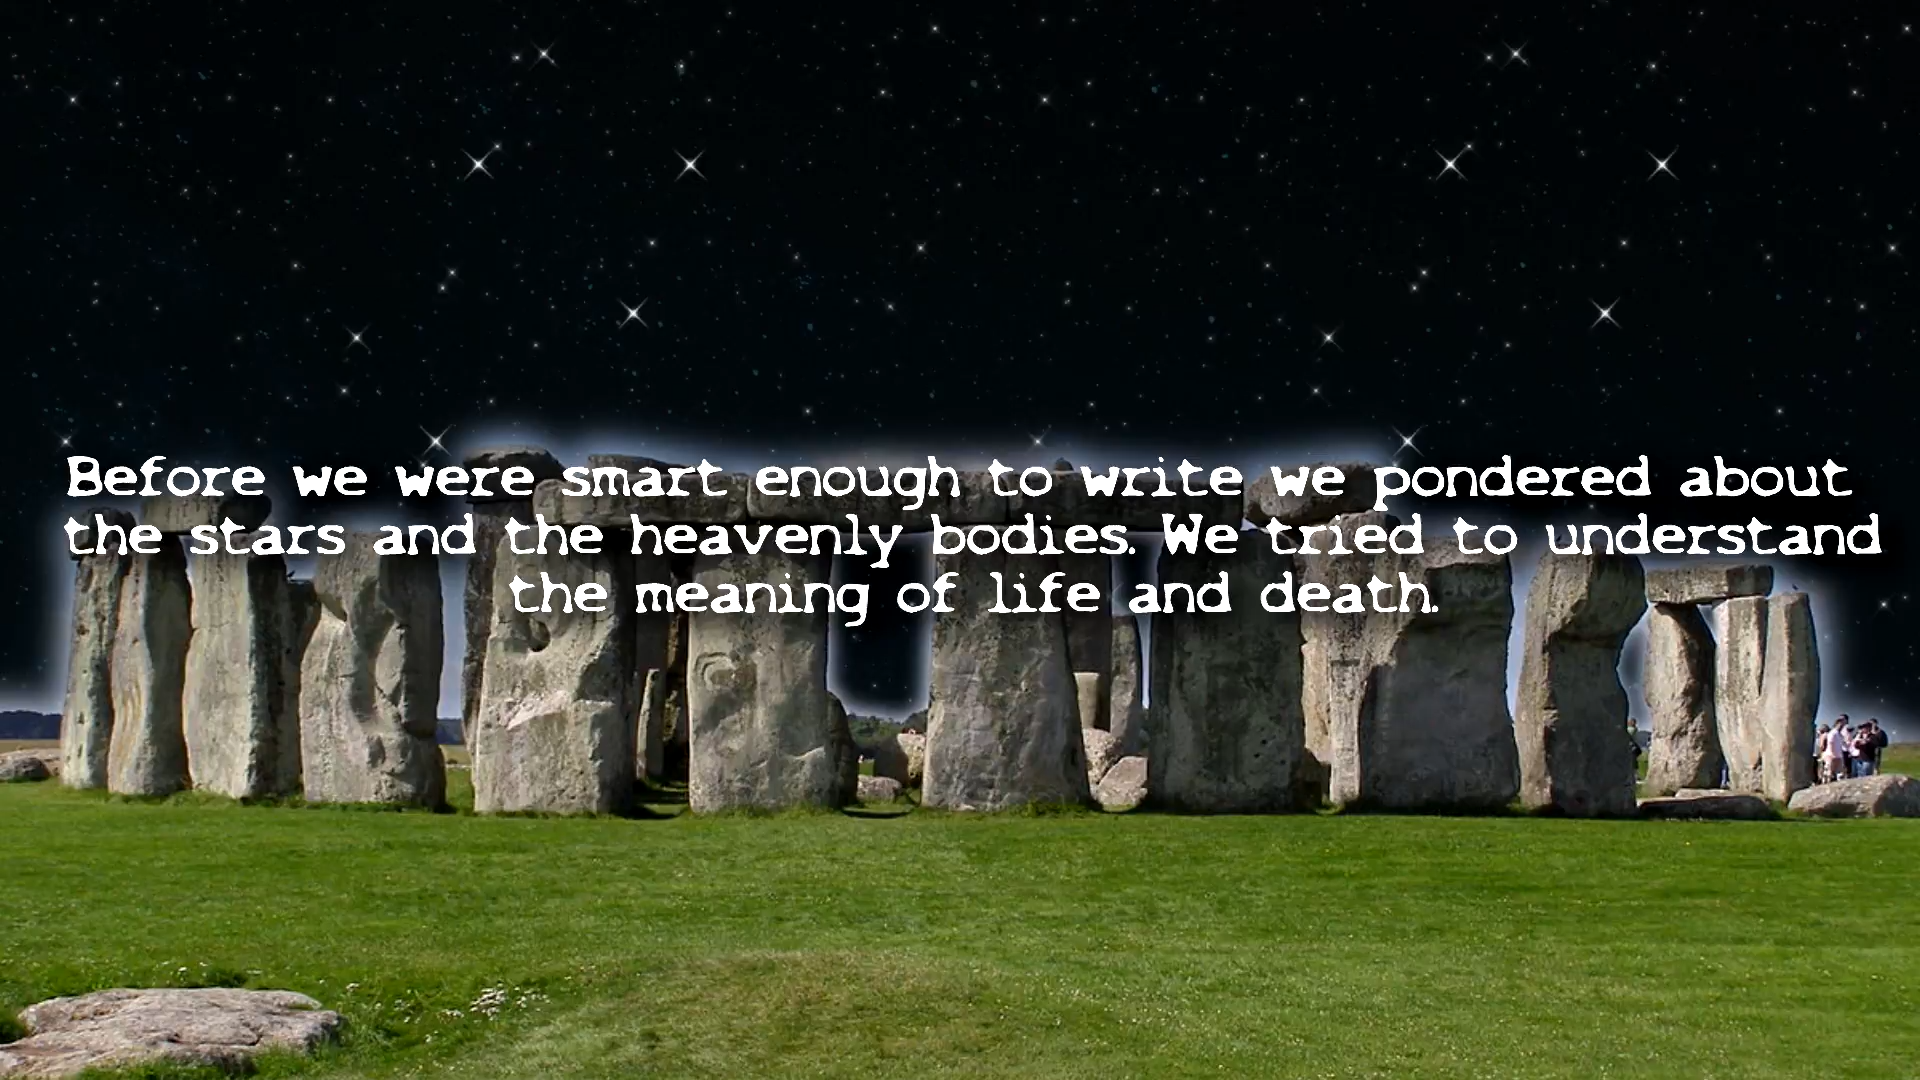 Before we were smart enough to write we pondered about
the stars and the heavenly bodies. We tried to understand
the meaning of life and death.